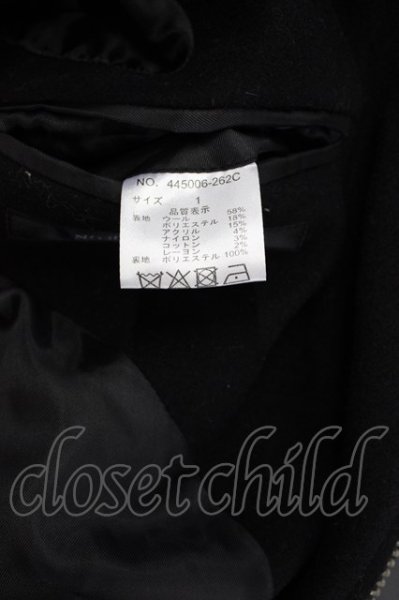 NO. 445006-262C
サイズ 1
品質表示
表地 ウール 58%
ポリエステル 18%
アクリル 15%
ナイロン 4%
コットン 3%
レーヨン 2%
裏地 ポリエステル 100%
closet child